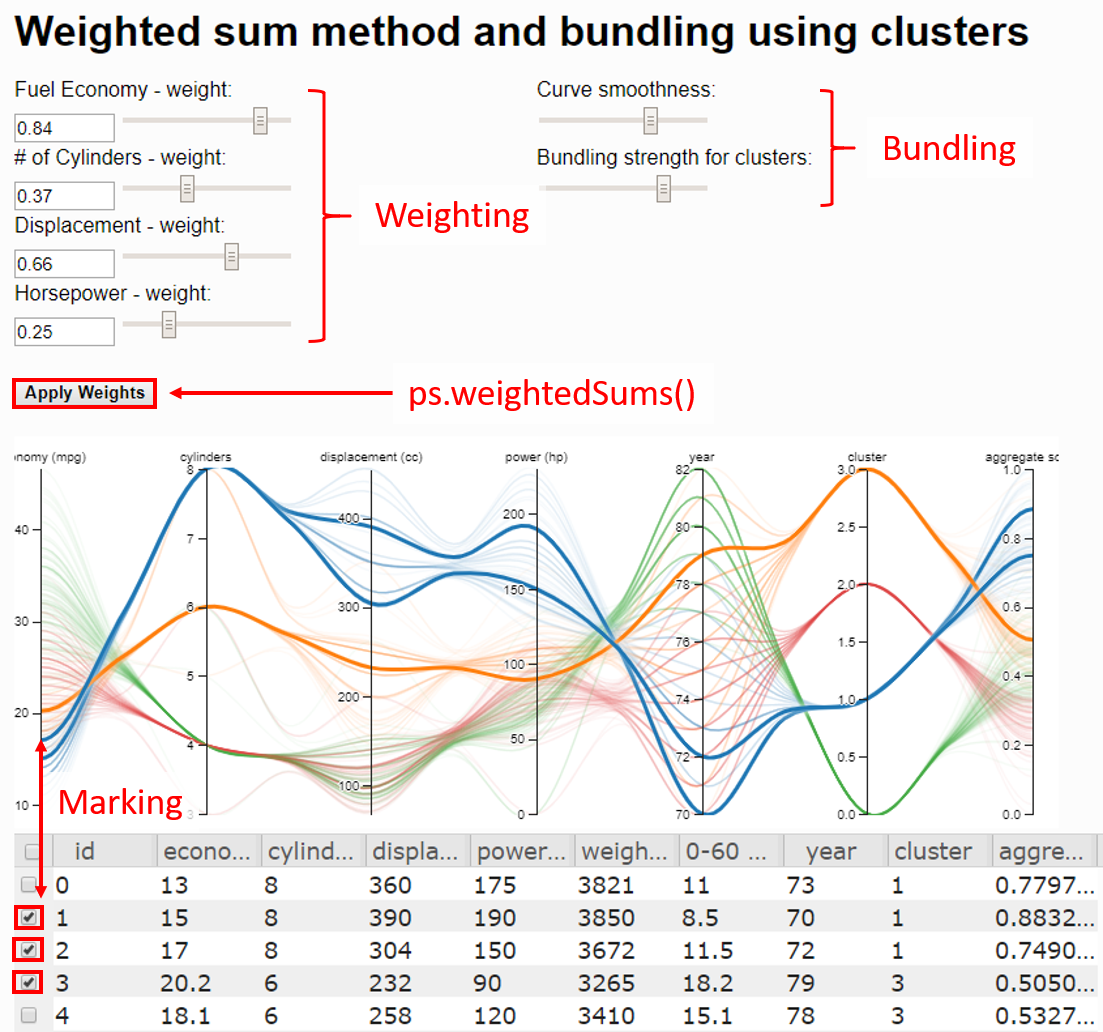 Weighted sum method and bundling using clusters
Fuel Economy - weight:
0.84
# of Cylinders - weight:
0.37
Displacement - weight:
0.66
Horsepower - weight:
0.25
Weighting
Curve smoothness:
Bundling strength for clusters:
Bundling
Apply Weights
ps.weightedSums()
nomy (mpg) cylinders displacement (cc) power (hp) year cluster aggregate sc
40
30
20
10
8
7
6
5
4
3
400
300
200
100
200
150
100
50
0
82
80
78
76
74
72
70
3.0
2.5
2.0
1.5
1.0
0.5
0.0
1.0
0.8
0.6
0.4
0.2
0.0
Marking
id econo... cylind... displa... power... weigh... 0-60 ... year cluster aggre...
0 13 8 360 175 3821 11 73 1 0.7797...
1 15 8 390 190 3850 8.5 70 1 0.8832...
2 17 8 304 150 3672 11.5 72 1 0.7490...
3 20.2 6 232 90 3265 18.2 79 3 0.5050...
4 18.1 6 258 120 3410 15.1 78 3 0.5327...